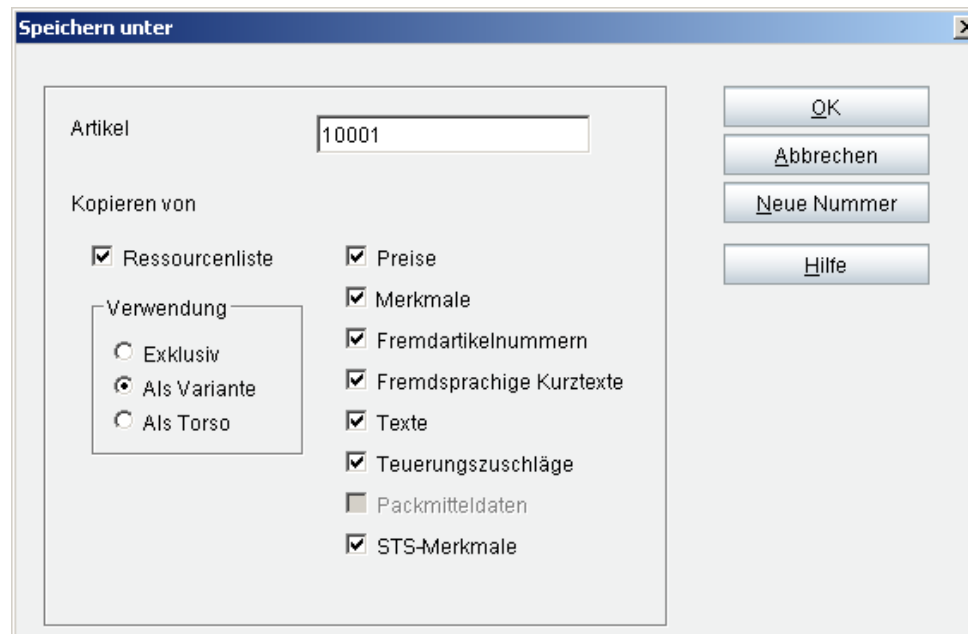 Speichern unter
Artikel
10001
Kopieren von
Ressourcenliste
Verwendung
Exklusiv
Als Variante
Als Torso
Preise
Merkmale
Fremdartikelnummern
Fremdsprachige Kurztexte
Texte
Teuerungszuschläge
Packmitteldaten
STS-Merkmale
OK
Abbrechen
Neue Nummer
Hilfe